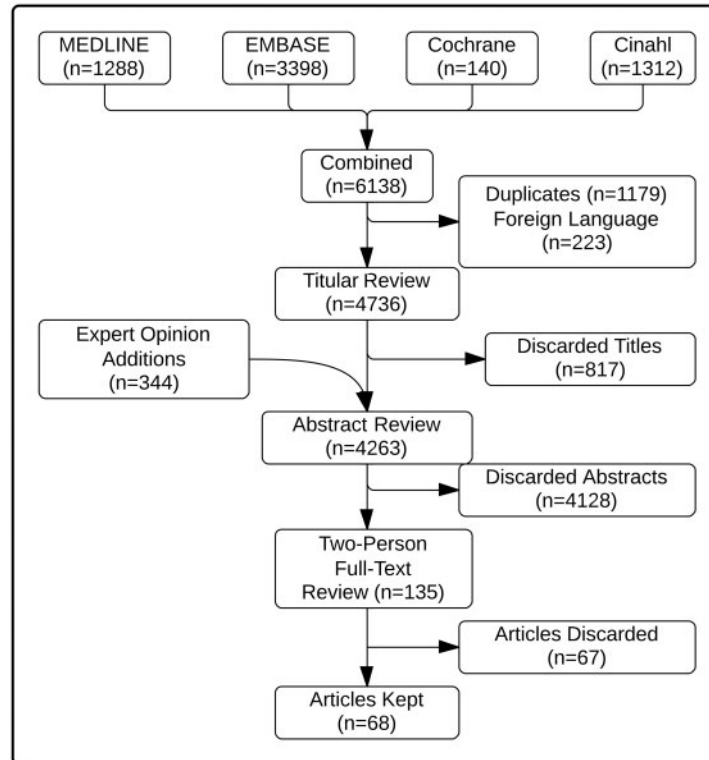 MEDLINE
(n=1288)
EMBASE
(n=3398)
Cochrane
(n=140)
Cinahl
(n=1312)
Combined
(n=6138)
Duplicates (n=1179)
Foreign Language
(n=223)
Titular Review
(n=4736)
Expert Opinion
Additions
(n=344)
Discarded Titles
(n=817)
Abstract Review
(n=4263)
Discarded Abstracts
(n=4128)
Two-Person
Full-Text
Review (n=135)
Articles Discarded
(n=67)
Articles Kept
(n=68)